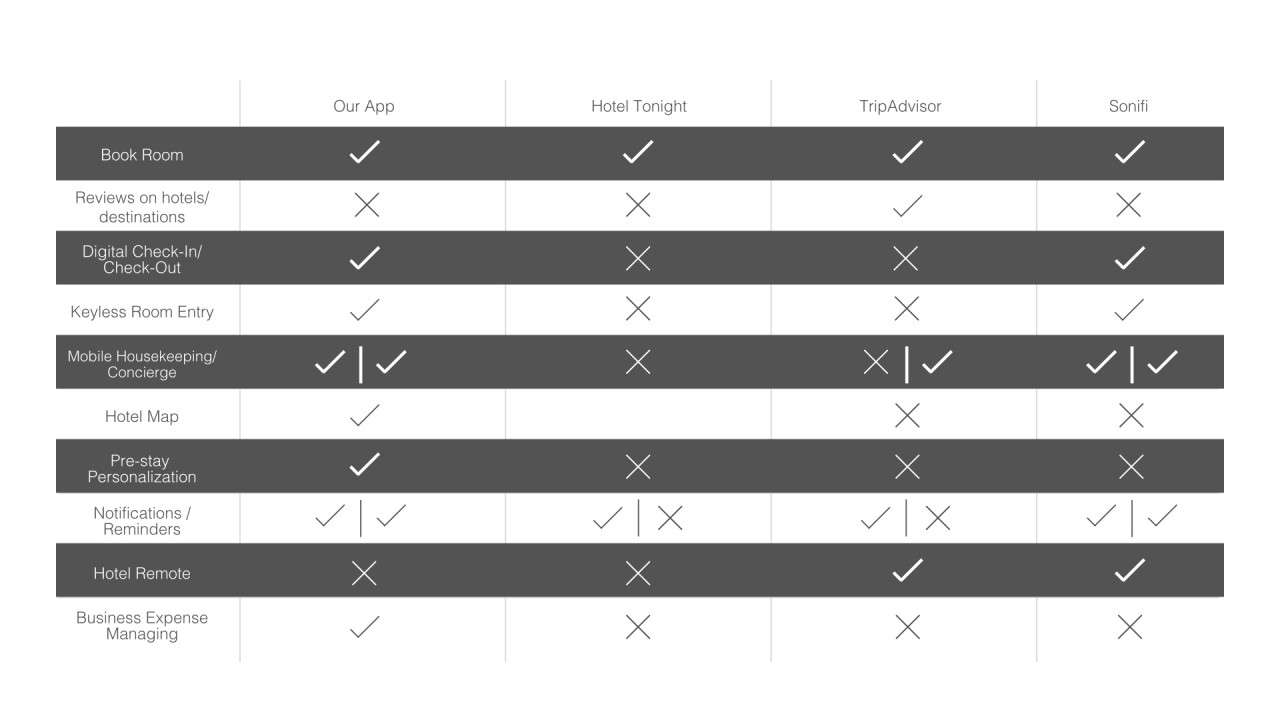 Our App
Hotel Tonight
TripAdvisor
Sonifi
Book Room
Reviews on hotels/
destinations
Digital Check-In/
Check-Out
Keyless Room Entry
Mobile Housekeeping/
Concierge
Hotel Map
Pre-stay
Personalization
Notifications /
Reminders
Hotel Remote
Business Expense
Managing